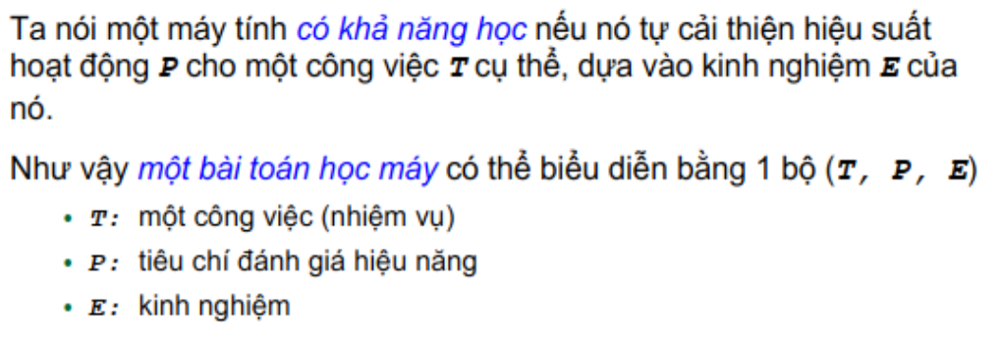 Ta nói một máy tính có khả năng học nếu nó tự cải thiện hiệu suất
hoạt động P cho một công việc T cụ thể, dựa vào kinh nghiệm E của
nó.
Như vậy một bài toán học máy có thể biểu diễn bằng 1 bộ (T, P, E)
• T: một công việc (nhiệm vụ)
• P: tiêu chí đánh giá hiệu năng
• E: kinh nghiệm